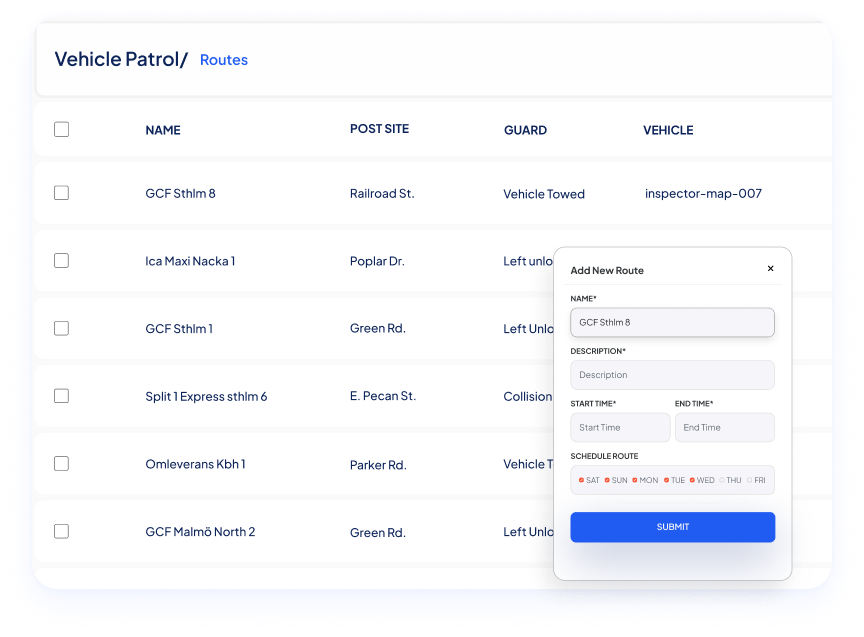 Vehicle Patrol/ Routes
NAME POST SITE GUARD VEHICLE
GCF Sthlm 8 Railroad St. Vehicle Towed inspector-map-007
Ica Maxi Nacka 1 Poplar Dr. Left unlo
GCF Sthlm 1 Green Rd. Left Unlo
Split 1 Express sthlm 6 E. Pecan St. Collision
Omleverans Kbh 1 Parker Rd. Vehicle T
GCF Malmö North 2 Green Rd. Left Unlo
Add New Route ×
NAME*
GCF Sthlm 8
DESCRIPTION*
Description
START TIME* END TIME*
Start Time End Time
SCHEDULE ROUTE
SAT SUN MON TUE WED THU FRI
SUBMIT